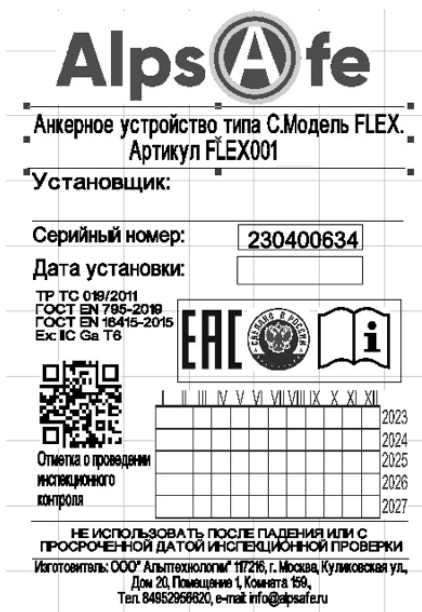 AlpsAfe
Анкерное устройство типа С.Модель FLEX.
Артикул FLEX001
Установщик:
Серийный номер: 230400634
Дата установки:
ТР ТС 019/2011
ГОСТ EN 795-2019
ГОСТ EN 16415-2015
Ex: IIC Ga T6
ЕАС
СДЕЛАНО В РОССИИ
I II III IV V VI VII VIII IX X XI XII
2023
2024
2025
2026
2027
Отметка о проведении
инспекционного
контроля
НЕ ИСПОЛЬЗОВАТЬ ПОСЛЕ ПАДЕНИЯ ИЛИ С
ПРОСРОЧЕННОЙ ДАТОЙ ИНСПЕКЦИОННОЙ ПРОВЕРКИ
Изготовитель: ООО" Альптехнологии" 117216, г. Москва, Куликовская ул.,
Дом 20, Помещение 1, Комната 159,
Тел. 84952956620, e-mail: info@alpsafe.ru